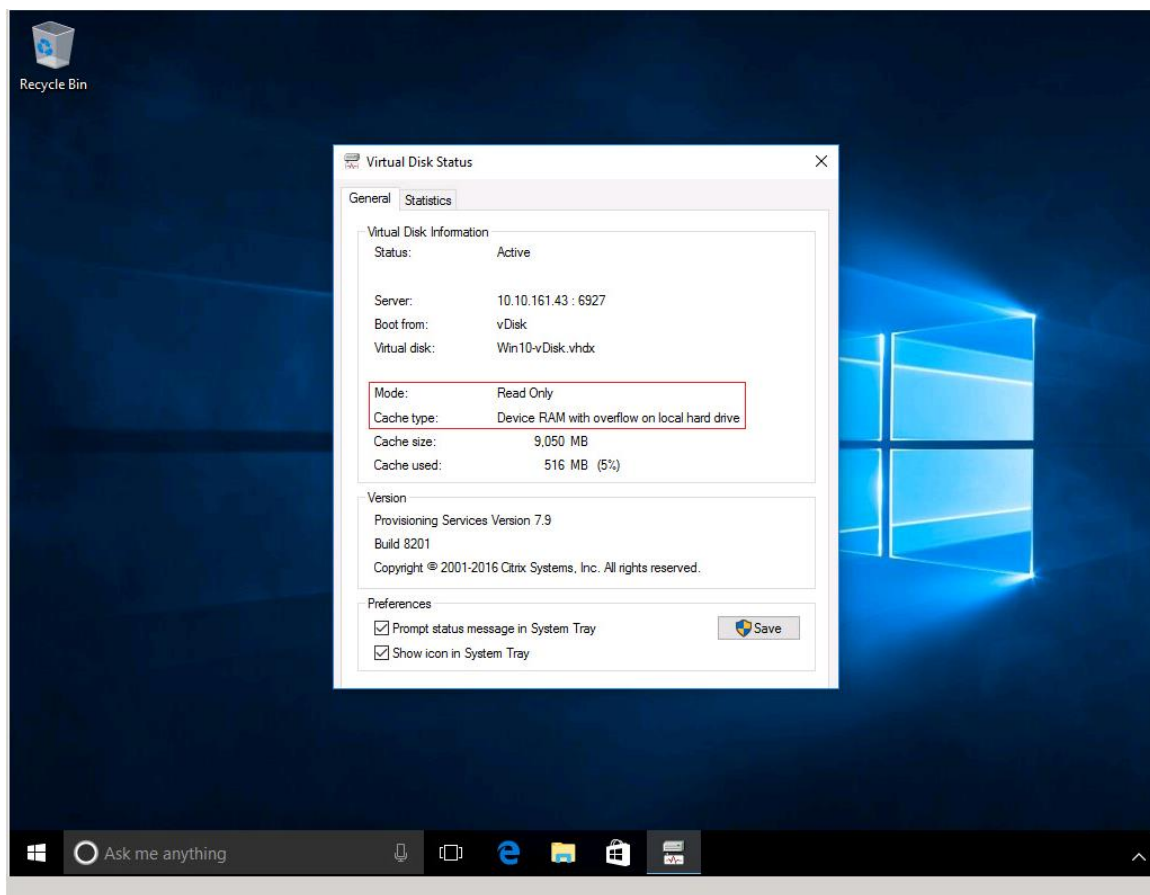 Recycle Bin
Virtual Disk Status
General Statistics
Virtual Disk Information
Status: Active
Server: 10.10.161.43 : 6927
Boot from: vDisk
Virtual disk: Win10-vDisk.vhdx
Mode: Read Only
Cache type: Device RAM with overflow on local hard drive
Cache size: 9,050 MB
Cache used: 516 MB (5%)
Version
Provisioning Services Version 7.9
Build 8201
Copyright © 2001-2016 Citrix Systems, Inc. All rights reserved.
Preferences
Prompt status message in System Tray
Save
Show icon in System Tray
Ask me anything